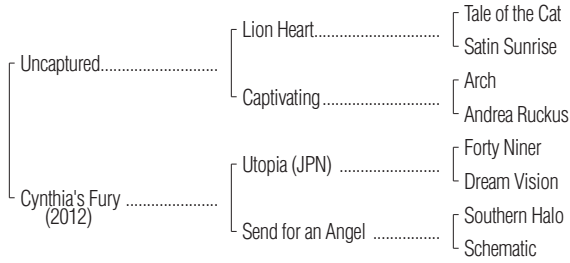 Tale of the Cat
Lion Heart......................................
Satin Sunrise
Uncaptured.....................................
Arch
Captivating .....................................
Andrea Ruckus
Forty Niner
Utopia (JPN) ...............................
Dream Vision
Cynthia's Fury .............................
(2012)
Southern Halo
Send for an Angel .....................
Schematic